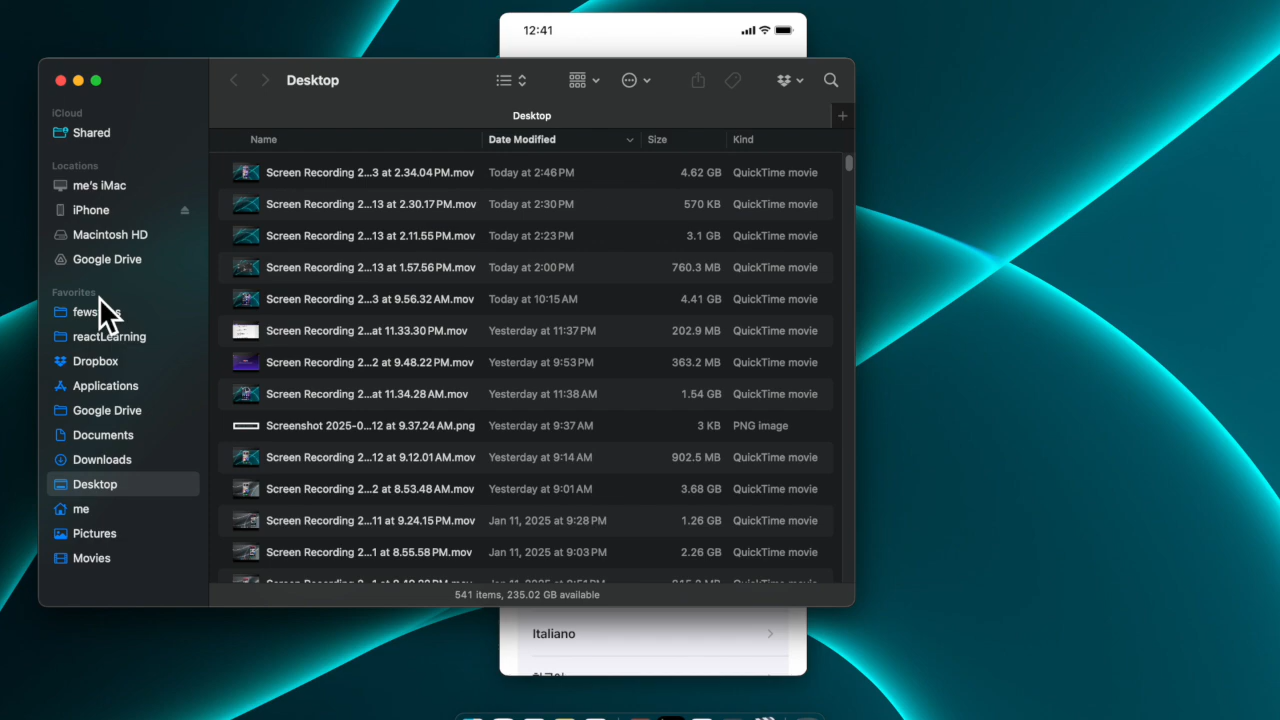 12:41
Desktop
Desktop
iCloud
Shared
Locations
me's iMac
iPhone
Macintosh HD
Google Drive
Favorites
reactLearning
Dropbox
Applications
Google Drive
Documents
Downloads
Desktop
me
Pictures
Movies
Name Date Modified Size Kind
Screen Recording 2...3 at 2.34.04 PM.mov Today at 2:46 PM 4.62 GB QuickTime movie
Screen Recording 2...13 at 2.30.17 PM.mov Today at 2:30 PM 570 KB QuickTime movie
Screen Recording 2...13 at 2.11.55 PM.mov Today at 2:23 PM 3.1 GB QuickTime movie
Screen Recording 2...13 at 1.57.56 PM.mov Today at 2:00 PM 760.3 MB QuickTime movie
Screen Recording 2...3 at 9.56.32 AM.mov Today at 10:15 AM 4.41 GB QuickTime movie
Screen Recording 2...at 11.33.30 PM.mov Yesterday at 11:37 PM 202.9 MB QuickTime movie
Screen Recording 2...2 at 9.48.22 PM.mov Yesterday at 9:53 PM 363.2 MB QuickTime movie
Screen Recording 2...at 11.34.28 AM.mov Yesterday at 11:38 AM 1.54 GB QuickTime movie
Screenshot 2025-0...12 at 9.37.24 AM.png Yesterday at 9:37 AM 3 KB PNG image
Screen Recording 2...12 at 9.12.01 AM.mov Yesterday at 9:14 AM 902.5 MB QuickTime movie
Screen Recording 2...2 at 8.53.48 AM.mov Yesterday at 9:01 AM 3.68 GB QuickTime movie
Screen Recording 2...11 at 9.24.15 PM.mov Jan 11, 2025 at 9:28 PM 1.26 GB QuickTime movie
Screen Recording 2...1 at 8.55.58 PM.mov Jan 11, 2025 at 9:03 PM 2.26 GB QuickTime movie
541 items, 235.02 GB available
Italiano